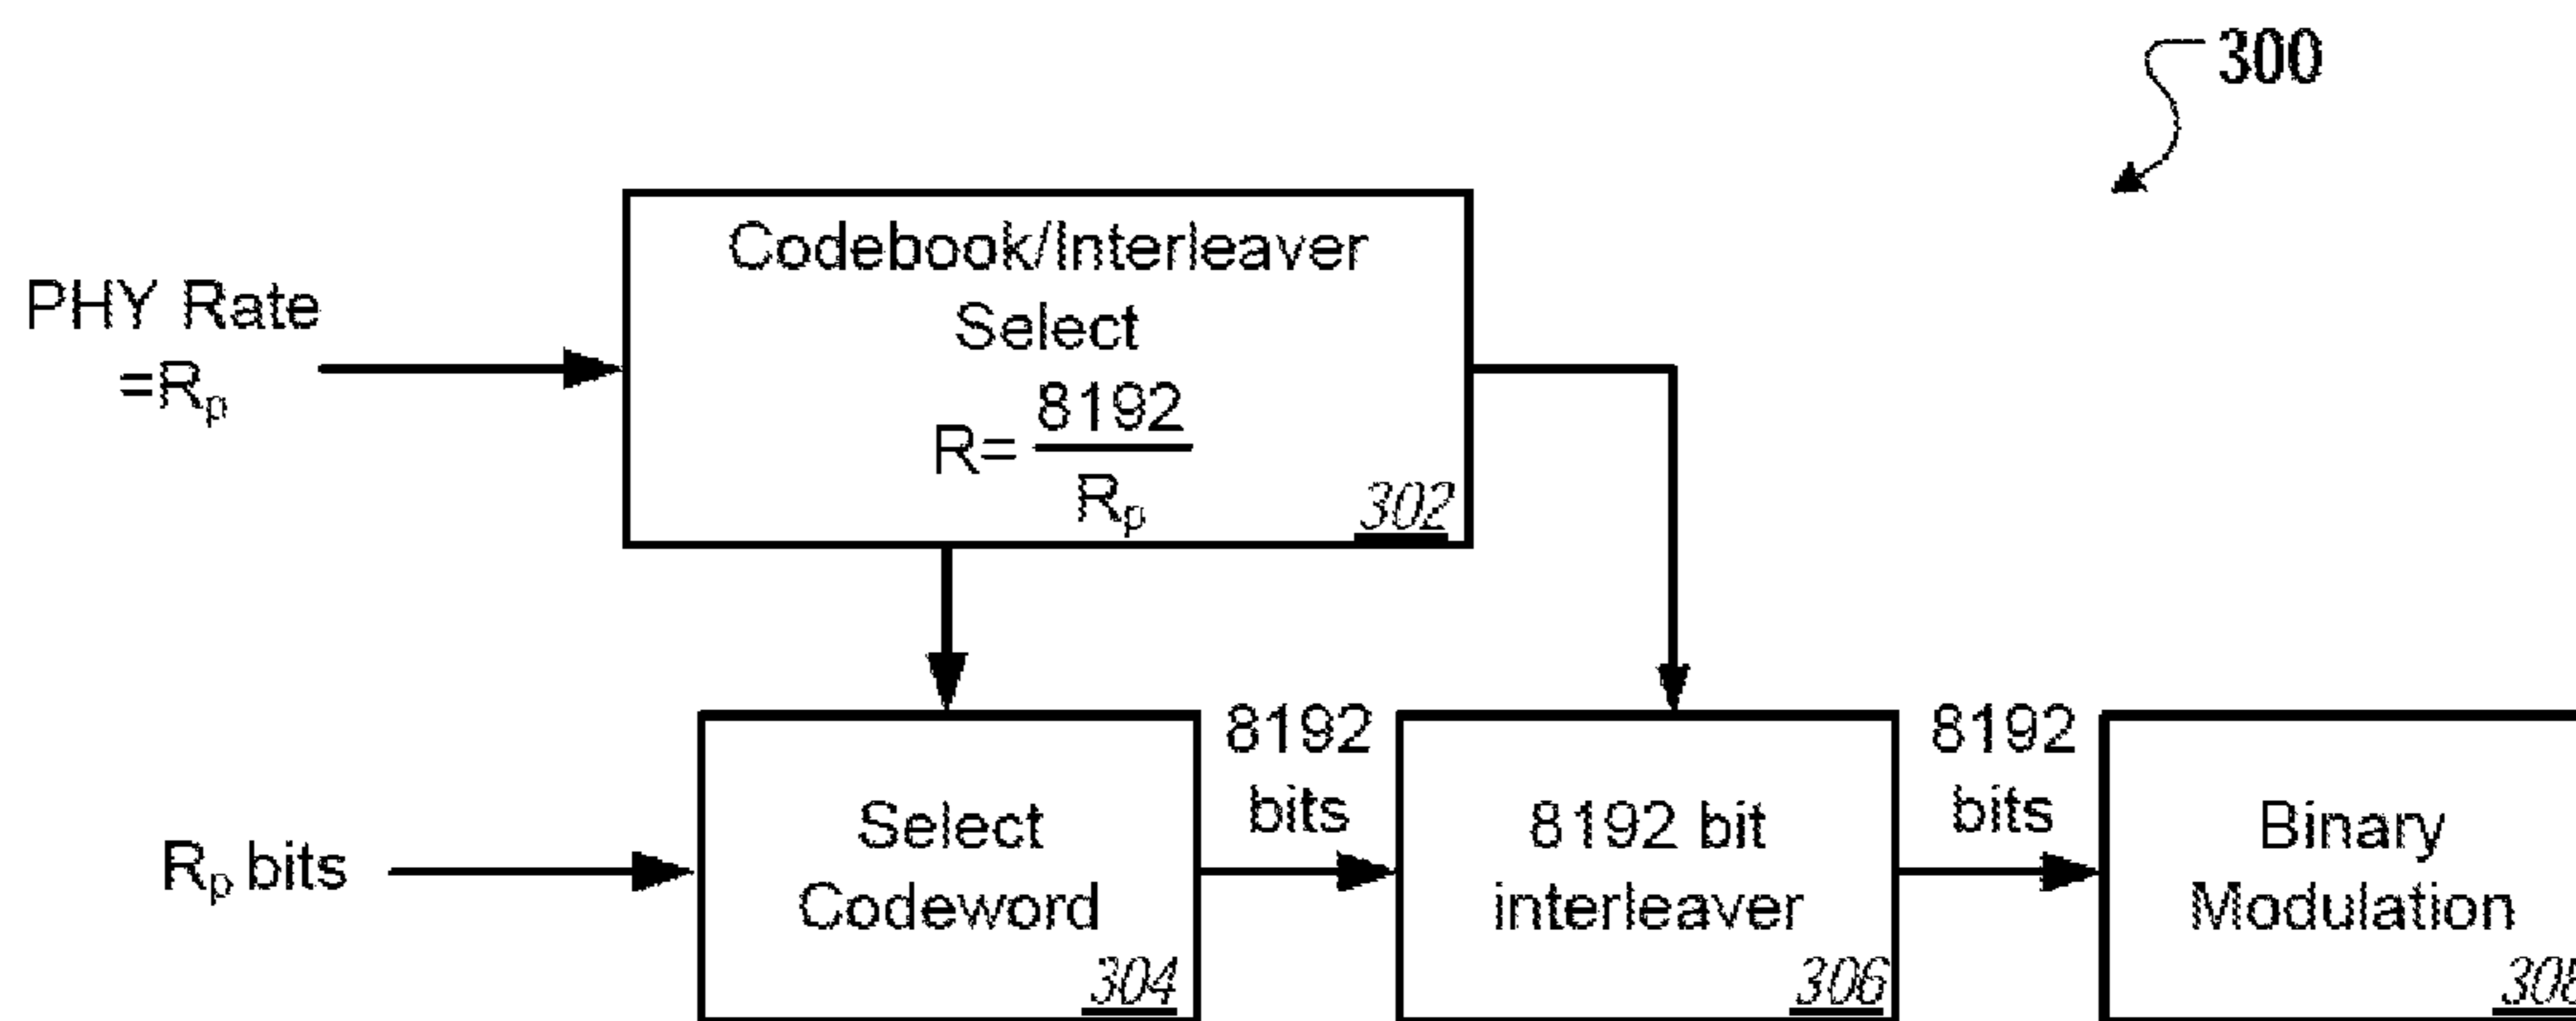 300
PHY Rate
=Rp
Codebook/Interleaver
Select
R= 8192
Rp
302
Rp bits
Select
Codeword
304
8192
bits
8192 bit
interleaver
306
8192
bits
Binary
Modulation
308